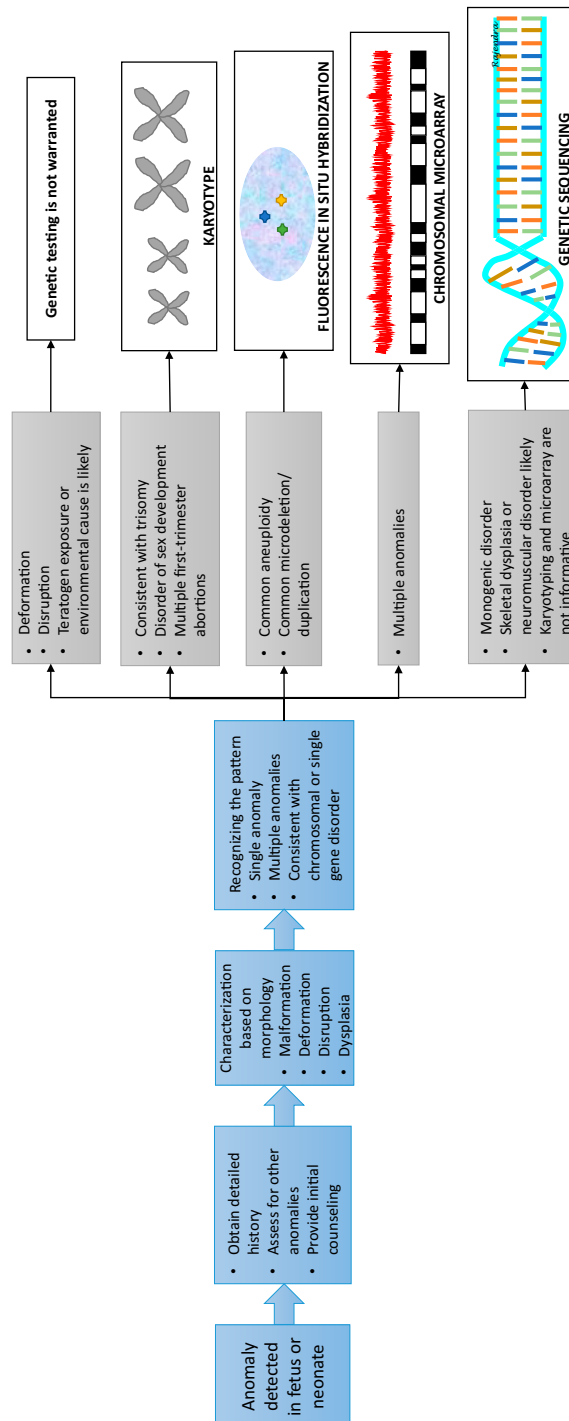 Anomaly
detected
in fetus or
neonate
• Obtain detailed
history
• Assess for other
anomalies
• Provide initial
counseling
Characterization
based on
morphology
• Malformation
• Deformation
• Disruption
• Dysplasia
Recognizing the pattern
• Single anomaly
• Multiple anomalies
• Consistent with
chromosomal or single
gene disorder
• Deformation
• Disruption
• Teratogen exposure or
environmental cause is likely
Genetic testing is not warranted
• Consistent with trisomy
• Disorder of sex development
• Multiple first-trimester
abortions
KARYOTYPE
• Common aneuploidy
• Common microdeletion/
duplication
FLUORESCENCE IN SITU HYBRIDIZATION
• Multiple anomalies
CHROMOSOMAL MICROARRAY
• Monogenic disorder
• Skeletal dysplasia or
neuromuscular disorder likely
• Karyotyping and microarray are
not informative
Rajendra
GENETIC SEQUENCING